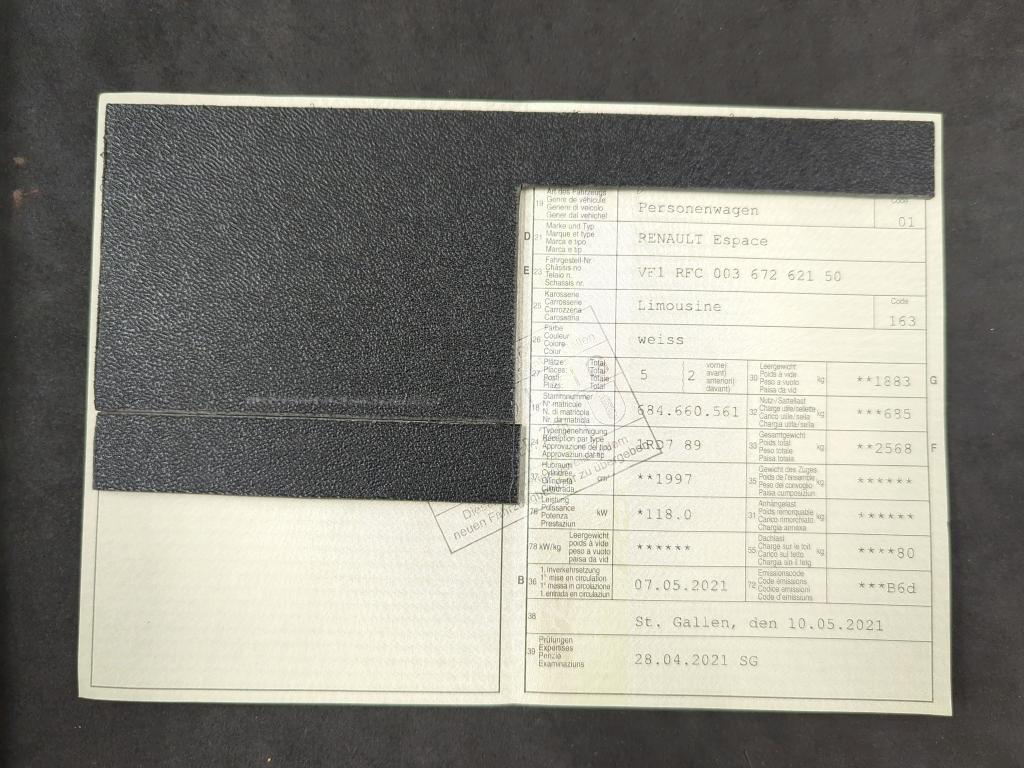 Art des Fahrzeugs
19 Genre de véhicule
Genere di veicolo
Gener dal vehichel
Personenwagen
Code
01
Marke und Typ
D 21 Marque et type
Marca e tipo
Marca e tip
RENAULT Espace
Fahrgestell-Nr.
E 23 Châssis no
Telaio n.
Schassis nr.
VF1 RFC 003 672 621 50
Karosserie
25 Carrosserie
Carrozzeria
Carossaria
Limousine
Code
163
Farbe
26 Couleur
Colore
Colur
weiss
Plätze: Total
27 Places: Total
Posti: Totale
Plazs: Total
5
2
vorne)
avant)
anteriori)
davant)
Leergewicht
30 Poids à vide kg
Peso a vuoto
Paisa da vid
**1883 G
Stammnummer
18 N° matricule
N. di matricola
Nr. da matricla
684.660.561
Nutz-/Sattellast
32 Charge utile/sellette kg
Carico utile/sella
Chargia utila/sella
***685
Typengenehmigung
24 Réception par type
Approvazione del tipo
Approvaziun dal tip
1RD7 89
Gesamtgewicht
33 Poids total kg
Peso totale
Paisa totala
**2568 F
Hubraum
37 Cylindrée cm³
Cilindrata
**1997
Gewicht des Zuges
35 Poids de l'ensemble kg
Peso del convoglio
Paisa cumposiziun
******
Leistung
76 Puissance kW
Potenza
Prestaziun
*118.0
Anhängelast
31 Poids remorquable kg
Carico rimorchiato
Chargia annexa
******
Leergewicht
78 kW/kg poids à vide
peso a vuoto
paisa da vid
******
Dachlast
55 Charge sur le toit kg
Carico sul tetto
Chargia sin il tetg
****80
1. Inverkehrsetzung
B 36 1re mise en circulation
1a messa in circolazione
1. entrada en circulaziun
07.05.2021
Emissionscode
72 Code émissions
Codice emissioni
Code d'emissiuns
***B6d
38
St. Gallen, den 10.05.2021
Prüfungen
39 Expertises
Perizie
Examinaziuns
28.04.2021 SG
neuen Fahrzeug
zu übergeben